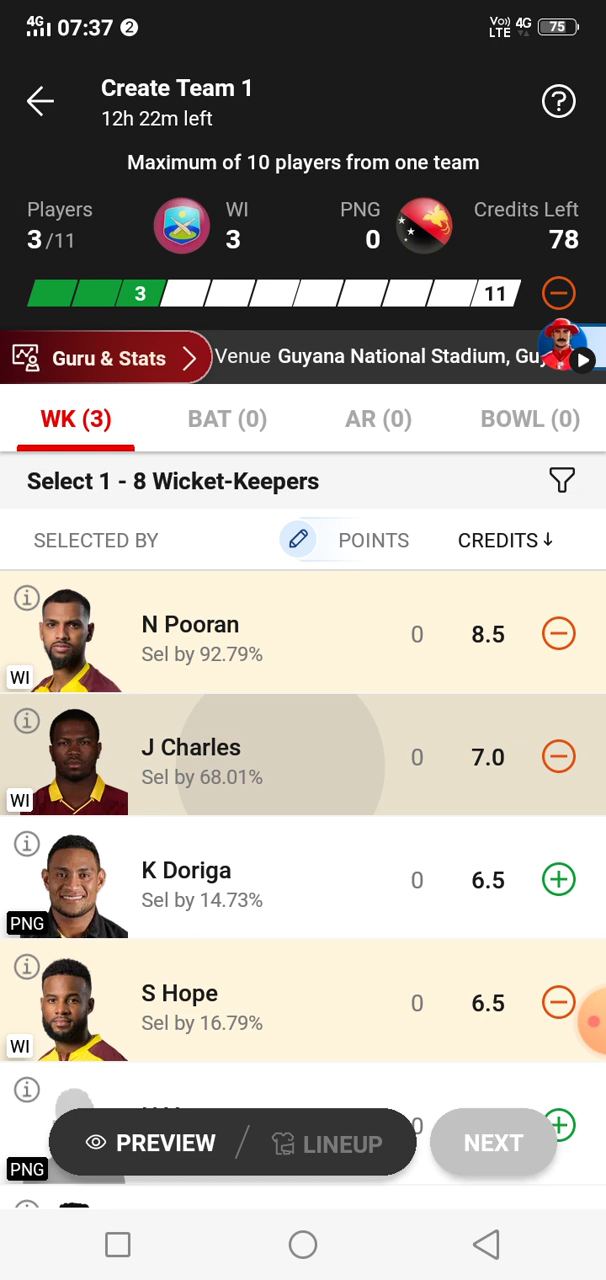 4G 07:37 2 Vo)) LTE 4G 75
Create Team 1
12h 22m left
Maximum of 10 players from one team
Players WI PNG Credits Left
3/11 3 0 78
3 11
Guru & Stats Venue Guyana National Stadium, Guy
WK (3) BAT (0) AR (0) BOWL (0)
Select 1 - 8 Wicket-Keepers
SELECTED BY POINTS CREDITS↓
N Pooran 0 8.5
Sel by 92.79%
WI
J Charles 0 7.0
Sel by 68.01%
WI
K Doriga 0 6.5
Sel by 14.73%
PNG
S Hope 0 6.5
Sel by 16.79%
WI
0
PREVIEW / LINEUP NEXT
PNG